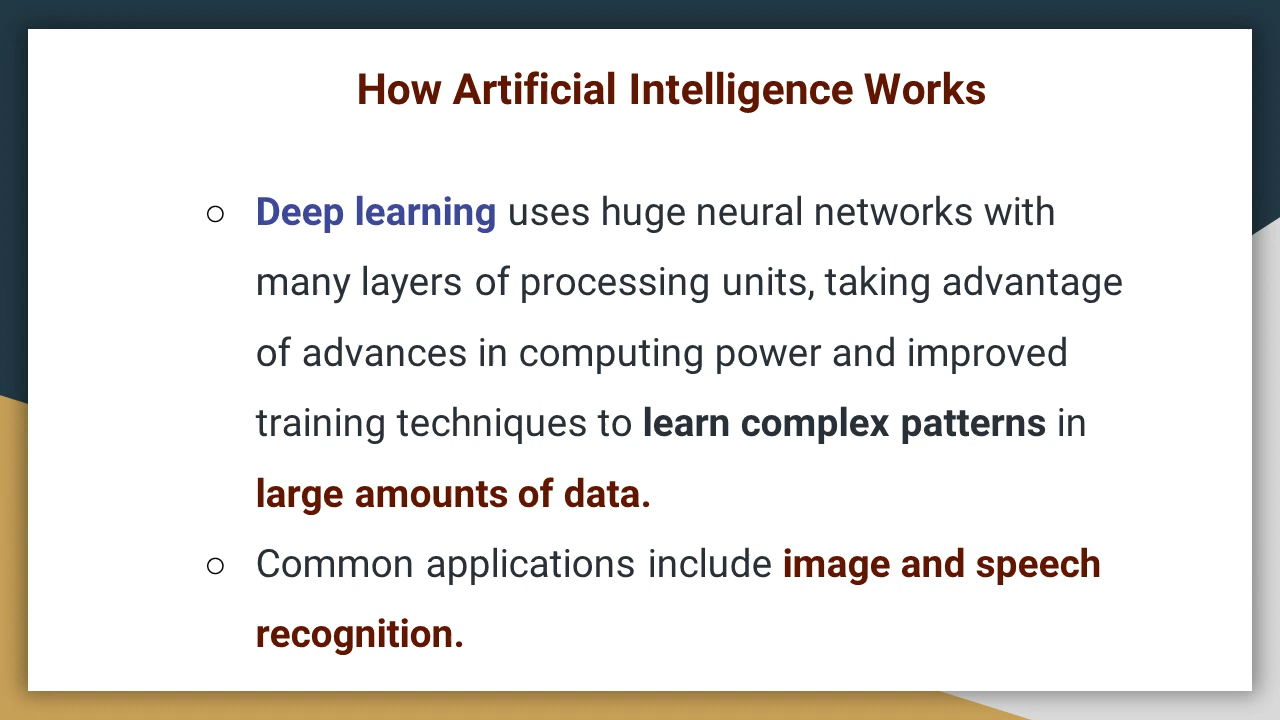 How Artificial Intelligence Works
○ Deep learning uses huge neural networks with
many layers of processing units, taking advantage
of advances in computing power and improved
training techniques to learn complex patterns in
large amounts of data.
○ Common applications include image and speech
recognition.